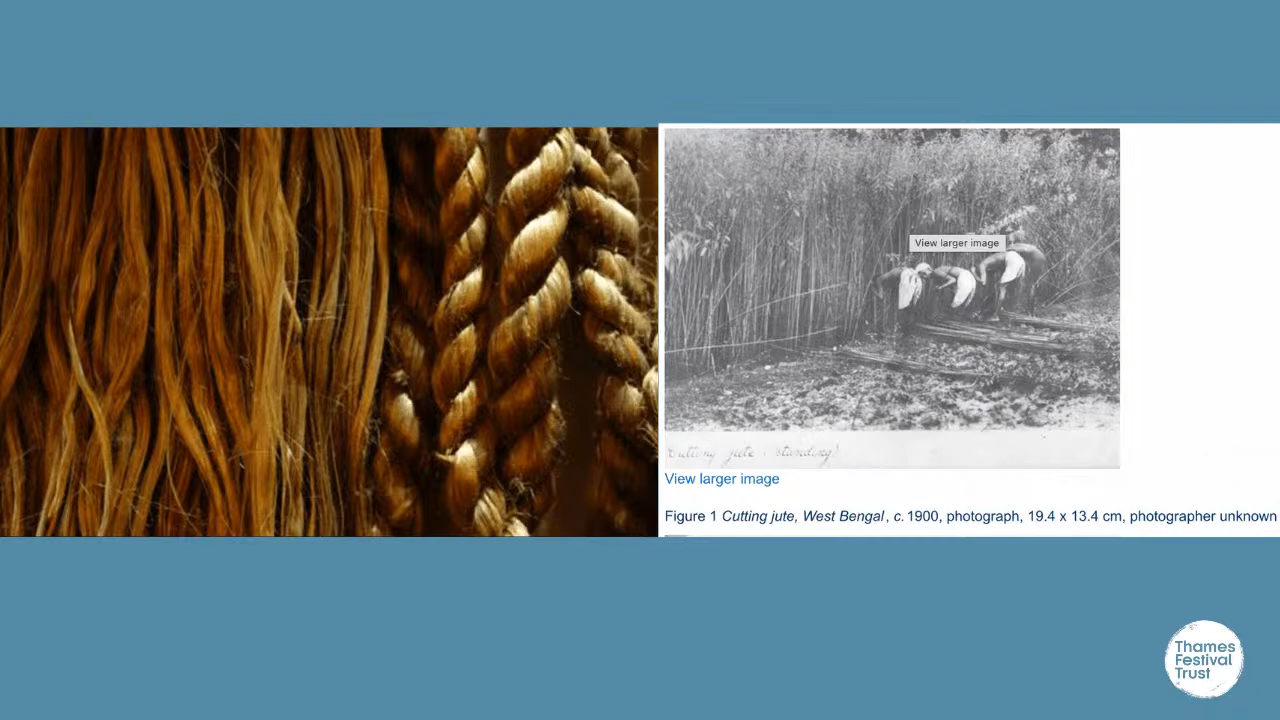 View larger image
Cutting jute (standing)
View larger image
Figure 1 Cutting jute, West Bengal, c. 1900, photograph, 19.4 x 13.4 cm, photographer unknown
Thames
Festival
Trust